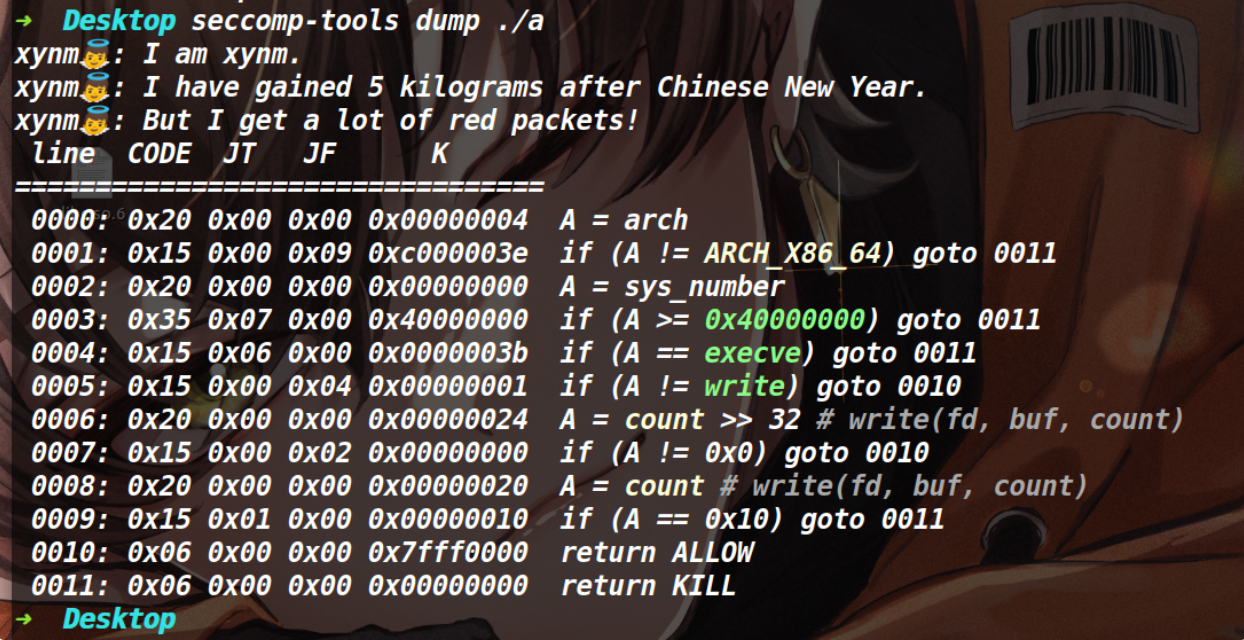 → Desktop seccomp-tools dump ./a
xynm👼: I am xynm.
xynm👼: I have gained 5 kilograms after Chinese New Year.
xynm👼: But I get a lot of red packets!
line CODE JT JF K
=================================
0000: 0x20 0x00 0x00 0x00000004 A = arch
0001: 0x15 0x00 0x09 0xc000003e if (A != ARCH_X86_64) goto 0011
0002: 0x20 0x00 0x00 0x00000000 A = sys_number
0003: 0x35 0x07 0x00 0x40000000 if (A >= 0x40000000) goto 0011
0004: 0x15 0x06 0x00 0x0000003b if (A == execve) goto 0011
0005: 0x15 0x00 0x04 0x00000001 if (A != write) goto 0010
0006: 0x20 0x00 0x00 0x00000024 A = count >> 32 # write(fd, buf, count)
0007: 0x15 0x00 0x02 0x00000000 if (A != 0x0) goto 0010
0008: 0x20 0x00 0x00 0x00000020 A = count # write(fd, buf, count)
0009: 0x15 0x01 0x00 0x00000010 if (A == 0x10) goto 0011
0010: 0x06 0x00 0x00 0x7fff0000 return ALLOW
0011: 0x06 0x00 0x00 0x00000000 return KILL
→ Desktop